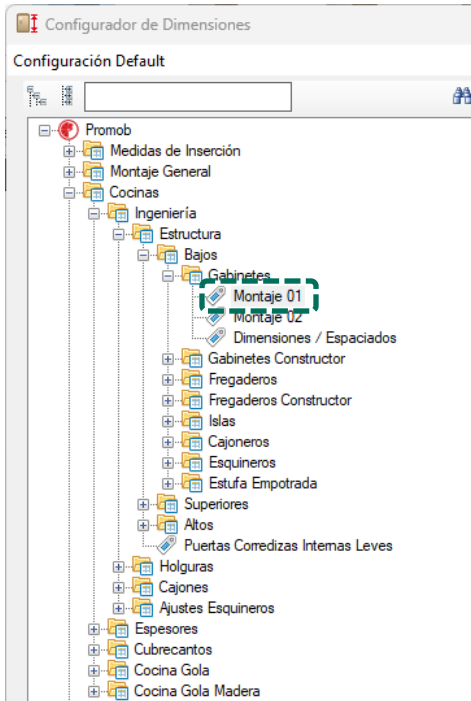 Configurador de Dimensiones
Configuración Default
Promob
Medidas de Inserción
Montaje General
Cocinas
Ingeniería
Estructura
Bajos
Gabinetes
Montaje 01
Montaje 02
Dimensiones / Espaciados
Gabinetes Constructor
Fregaderos
Fregaderos Constructor
Islas
Cajoneros
Esquineros
Estufa Empotrada
Superiores
Altos
Puertas Corredizas Internas Leves
Holguras
Cajones
Ajustes Esquineros
Espesores
Cubrecantos
Cocina Gola
Cocina Gola Madera